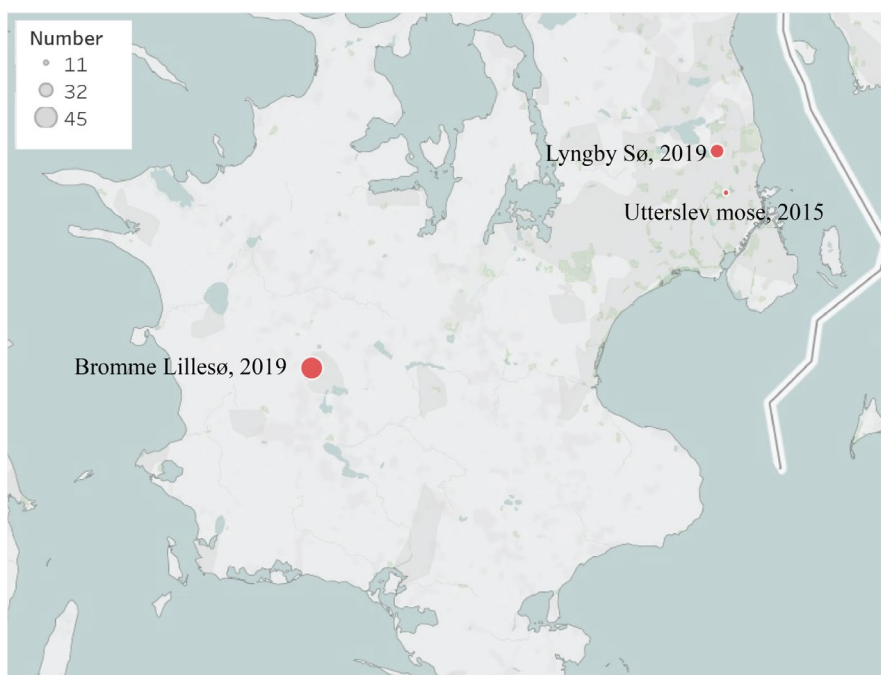 Number
11
32
45
Lyngby Sø, 2019
Utterslev mose, 2015
Bromme Lillesø, 2019